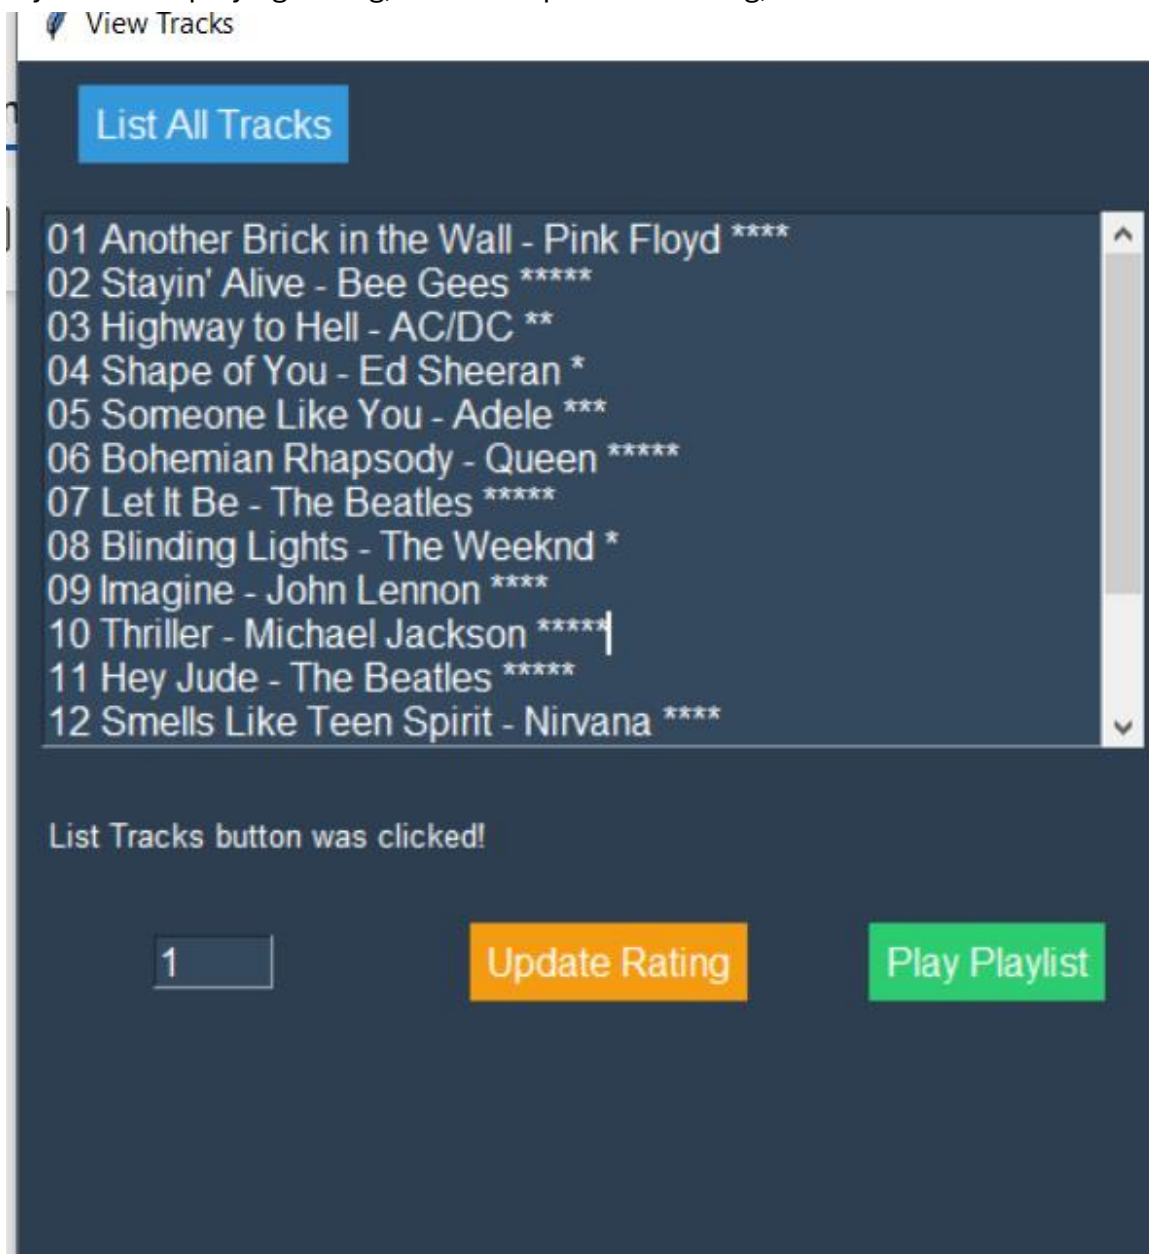 View Tracks
List All Tracks
01 Another Brick in the Wall - Pink Floyd ****
02 Stayin' Alive - Bee Gees *****
03 Highway to Hell - AC/DC **
04 Shape of You - Ed Sheeran *
05 Someone Like You - Adele ***
06 Bohemian Rhapsody - Queen *****
07 Let It Be - The Beatles *****
08 Blinding Lights - The Weeknd *
09 Imagine - John Lennon ****
10 Thriller - Michael Jackson *****
11 Hey Jude - The Beatles *****
12 Smells Like Teen Spirit - Nirvana ****
List Tracks button was clicked!
1
Update Rating
Play Playlist